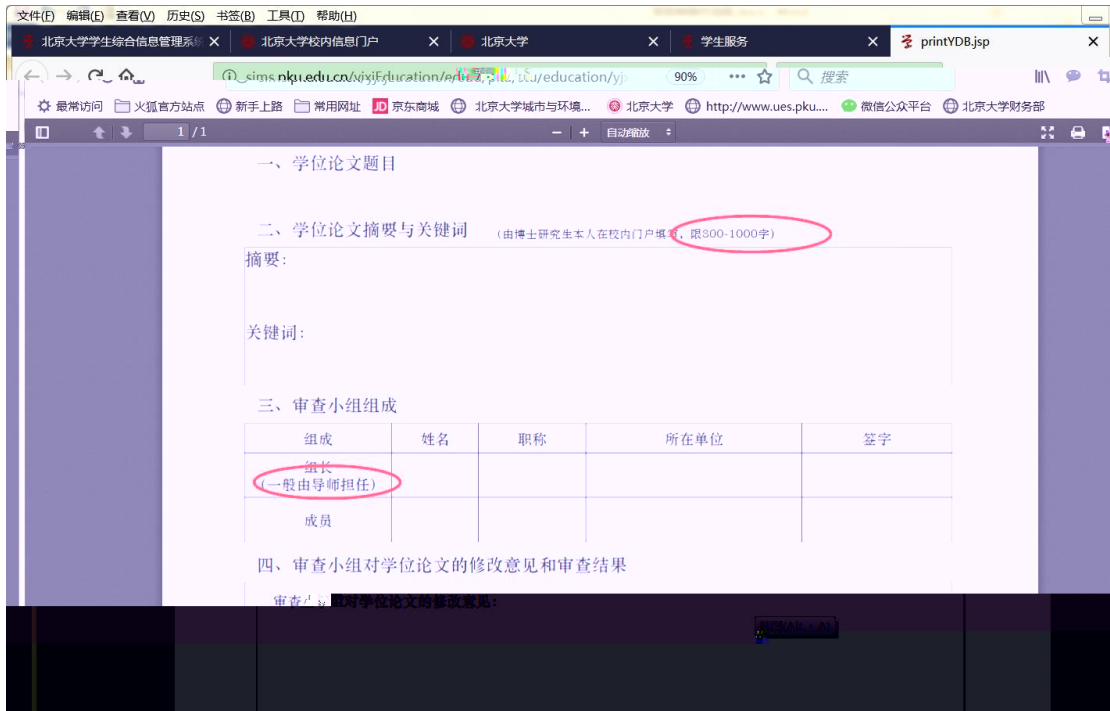 文件(F) 编辑(E) 查看(V) 历史(S) 书签(B) 工具(T) 帮助(H)
北京大学学生综合信息管理系统 北京大学校内信息门户 北京大学 学生服务 printYDB.jsp
90% 搜索
最常访问 火狐官方站点 新手上路 常用网址 JD 京东商城 北京大学城市与环境... 北京大学 http://www.ues.pku.... 微信公众平台 北京大学财务部
1 / 1 自动缩放
一、学位论文题目
二、学位论文摘要与关键词 (由博士研究生本人在校内门户填写，限800-1000字)
摘要:
关键词:
三、审查小组组成
组成 姓名 职称 所在单位 签字
组长
(一般由导师担任)
成员
四、审查小组对学位论文的修改意见和审查结果
审查小组对学位论文的修改意见: